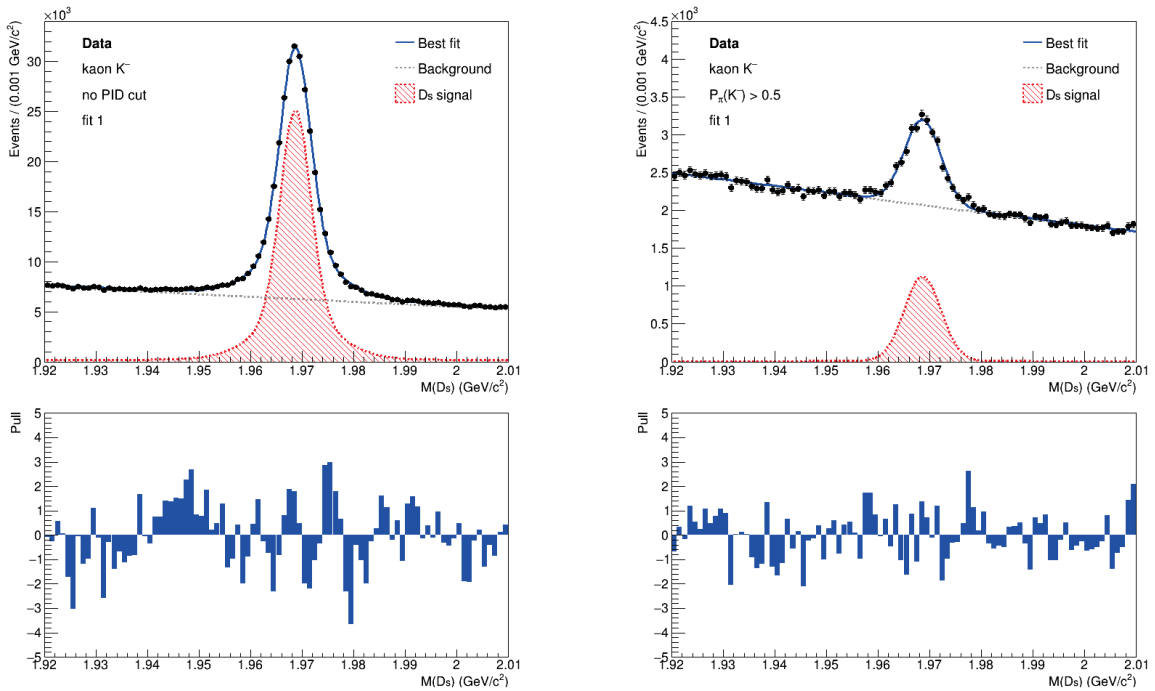 ×10³
Events / (0.001 GeV/c²)
30
25
20
15
10
5
0
Data
kaon K⁻
no PID cut
fit 1
Best fit
Background
Dₛ signal
1.92 1.93 1.94 1.95 1.96 1.97 1.98 1.99 2 2.01
M(Dₛ) (GeV/c²)
Pull
5
4
3
2
1
0
−1
−2
−3
−4
−5
1.92 1.93 1.94 1.95 1.96 1.97 1.98 1.99 2 2.01
M(Dₛ) (GeV/c²)
×10³
Events / (0.001 GeV/c²)
4.5
4
3.5
3
2.5
2
1.5
1
0.5
0
Data
kaon K⁻
P_π(K⁻) > 0.5
fit 1
Best fit
Background
Dₛ signal
1.92 1.93 1.94 1.95 1.96 1.97 1.98 1.99 2 2.01
M(Dₛ) (GeV/c²)
Pull
5
4
3
2
1
0
−1
−2
−3
−4
−5
1.92 1.93 1.94 1.95 1.96 1.97 1.98 1.99 2 2.01
M(Dₛ) (GeV/c²)